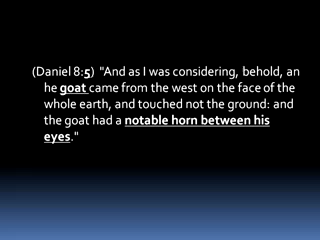 (Daniel 8:5)  "And as I was considering, behold, an
he goat came from the west on the face of the
whole earth, and touched not the ground: and
the goat had a notable horn between his
eyes."